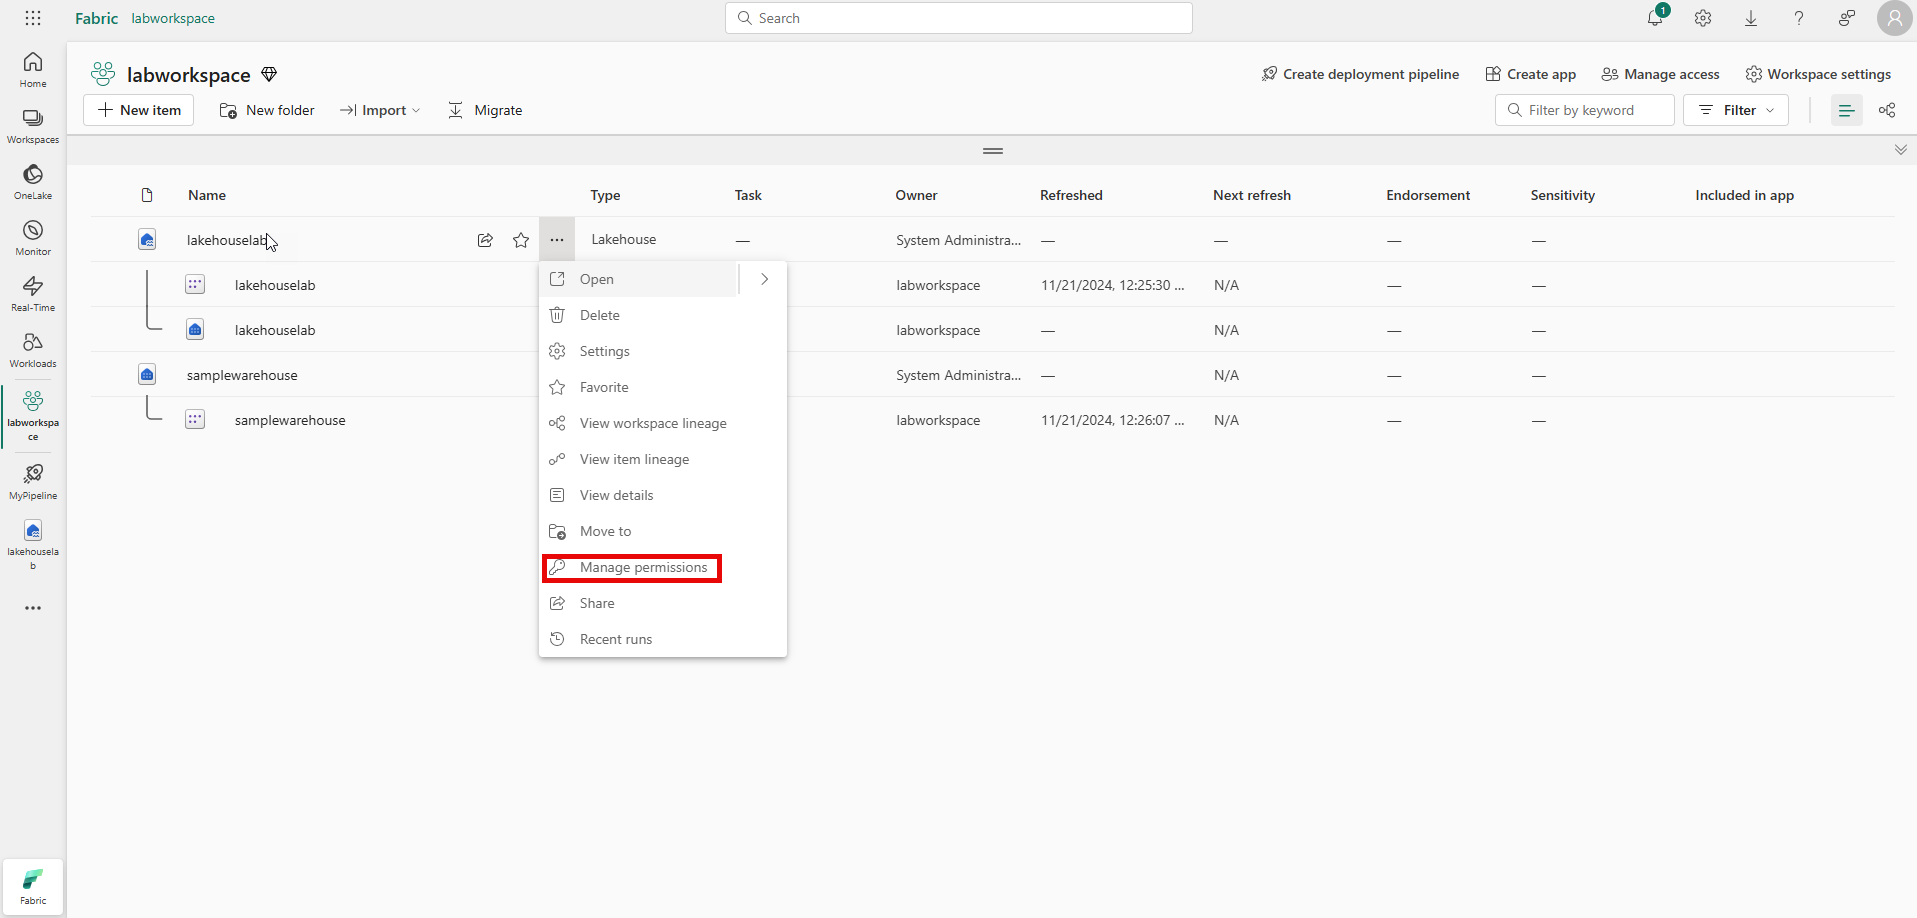 Fabric labworkspace
Search
1
Home
Workspaces
OneLake
Monitor
Real-Time
Workloads
labworkspa
ce
MyPipeline
lakehousela
b
Fabric
labworkspace
Create deployment pipeline
Create app
Manage access
Workspace settings
New item
New folder
Import
Migrate
Filter by keyword
Filter
Name Type Task Owner Refreshed Next refresh Endorsement Sensitivity Included in app
lakehouselab ... Lakehouse — System Administra... — — — —
lakehouselab labworkspace 11/21/2024, 12:25:30 ... N/A — —
lakehouselab labworkspace — N/A — —
samplewarehouse System Administra... — N/A — —
samplewarehouse labworkspace 11/21/2024, 12:26:07 ... N/A — —
Open
Delete
Settings
Favorite
View workspace lineage
View item lineage
View details
Move to
Manage permissions
Share
Recent runs